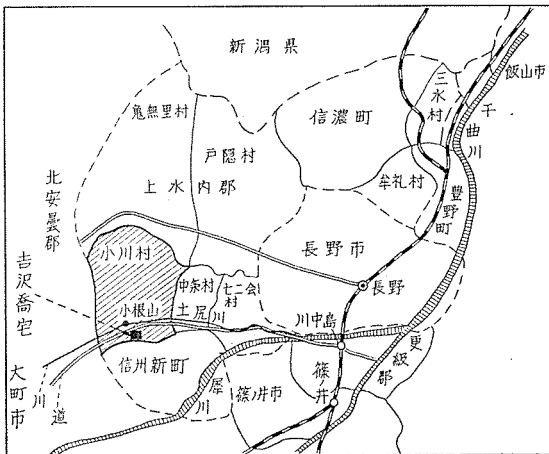 新潟県
飯山市
三水村
千曲川
信濃町
鬼無里村
戸隠村
上水内郡
牟礼村
豊野町
北安曇郡
長野市
小川村
中条村
七二会村
長野
吉沢喬宅
小根山
土尻川
川中島
更級郡
信州新町
篠ノ井
大町市
川
道
犀川
篠ノ井市